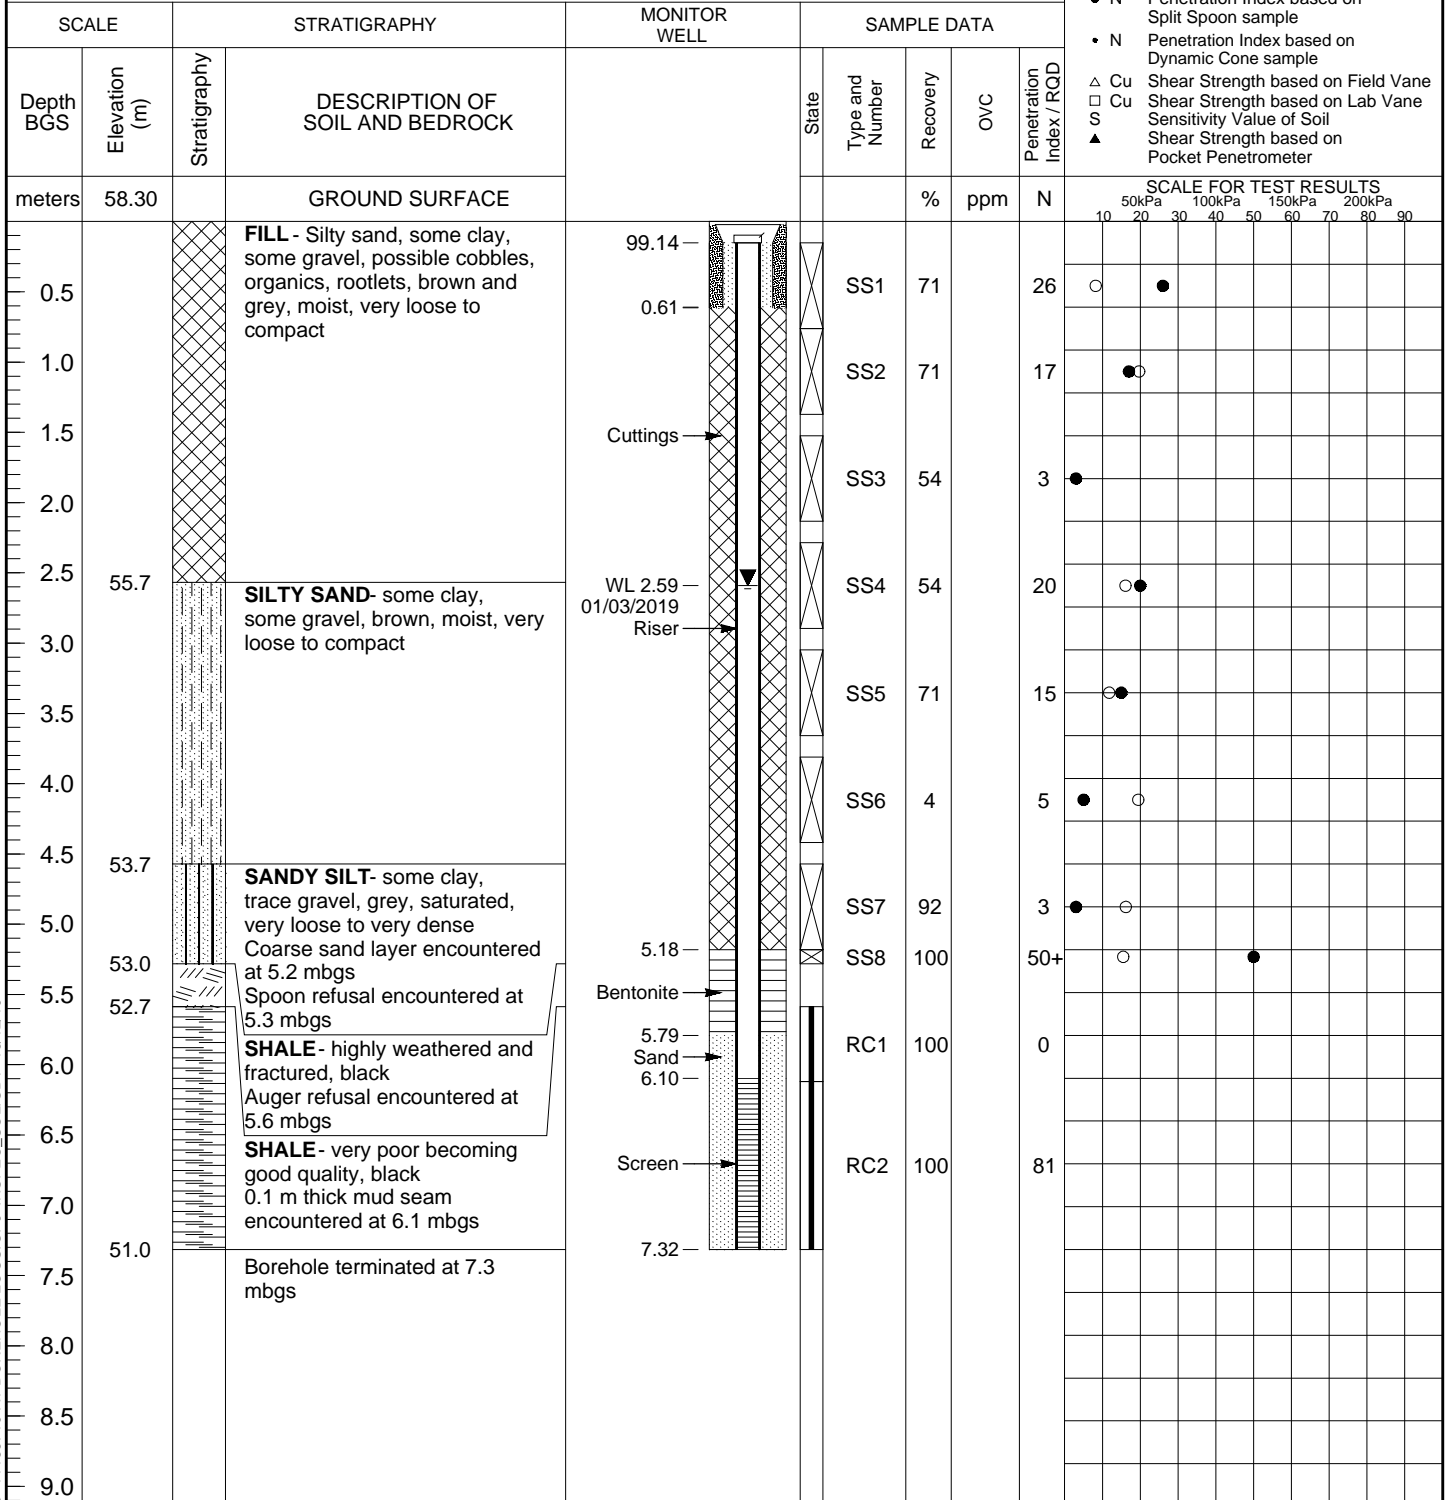 ● N Penetration Index based on
Split Spoon sample
• N Penetration Index based on
Dynamic Cone sample
△ Cu Shear Strength based on Field Vane
□ Cu Shear Strength based on Lab Vane
S Sensitivity Value of Soil
▲ Shear Strength based on
Pocket Penetrometer
SCALE
STRATIGRAPHY
MONITOR
WELL
SAMPLE DATA
Depth
BGS
Elevation
(m)
Stratigraphy
DESCRIPTION OF
SOIL AND BEDROCK
State
Type and
Number
Recovery
OVC
Penetration
Index / RQD
meters 58.30 GROUND SURFACE % ppm N
SCALE FOR TEST RESULTS
50kPa 100kPa 150kPa 200kPa
10 20 30 40 50 60 70 80 90
FILL - Silty sand, some clay,
some gravel, possible cobbles,
organics, rootlets, brown and
grey, moist, very loose to
compact
99.14
0.5
SS1 71 26
0.61
1.0
SS2 71 17
1.5
Cuttings
SS3 54 3
2.0
2.5
55.7
SILTY SAND- some clay,
some gravel, brown, moist, very
loose to compact
WL 2.59
01/03/2019
Riser
SS4 54 20
3.0
SS5 71 15
3.5
4.0
SS6 4 5
4.5
53.7
SANDY SILT- some clay,
trace gravel, grey, saturated,
very loose to very dense
Coarse sand layer encountered
at 5.2 mbgs
Spoon refusal encountered at
5.3 mbgs
SS7 92 3
5.0
5.18
SS8 100 50+
53.0
5.5
Bentonite
52.7
SHALE - highly weathered and
fractured, black
Auger refusal encountered at
5.6 mbgs
5.79
Sand
RC1 100 0
6.0
6.10
6.5
SHALE - very poor becoming
good quality, black
0.1 m thick mud seam
encountered at 6.1 mbgs
Screen
RC2 100 81
7.0
51.0
7.32
Borehole terminated at 7.3
mbgs
7.5
8.0
8.5
9.0